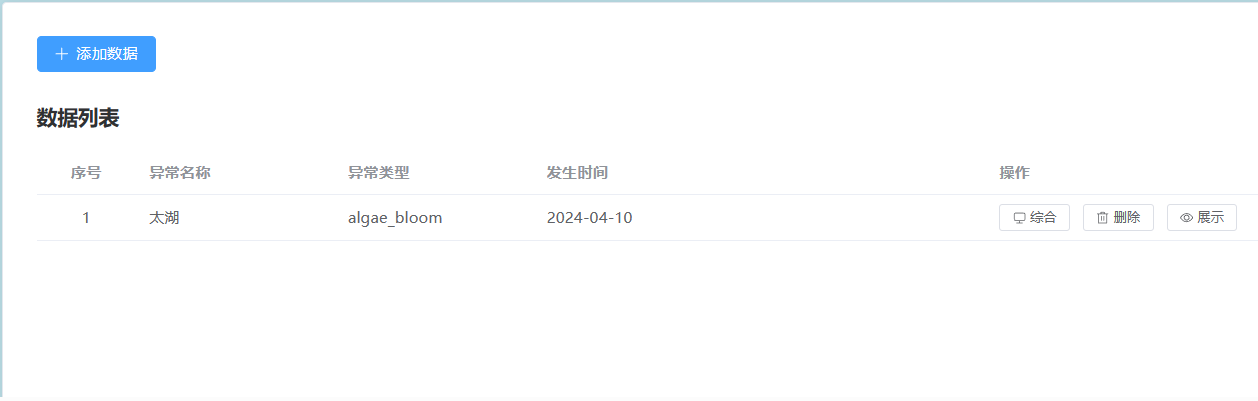 添加数据
数据列表
序号 异常名称 异常类型 发生时间 操作
1 太湖 algae_bloom 2024-04-10 综合 删除 展示